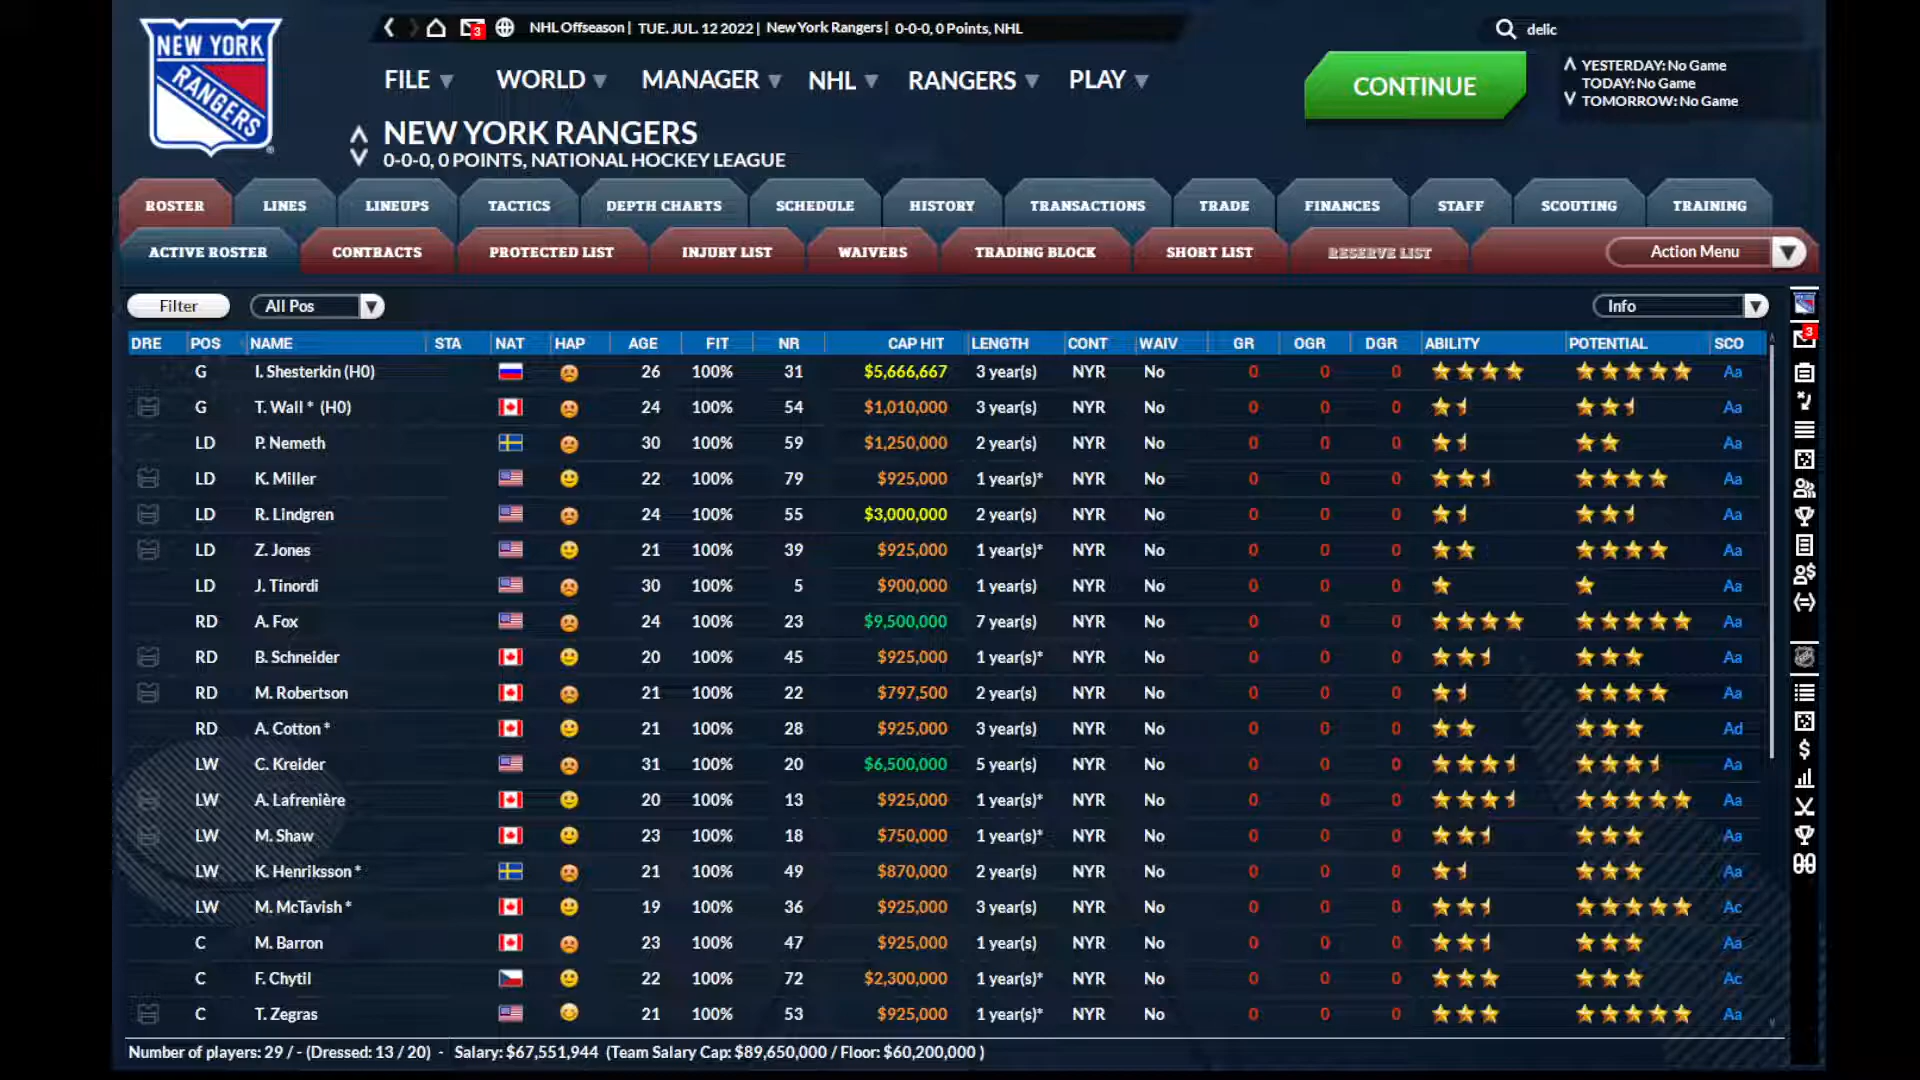 NEW YORK
RANGERS
3
NHL Offseason | TUE. JUL. 12 2022 | New York Rangers | 0-0-0, 0 Points, NHL
delic
FILE WORLD MANAGER NHL RANGERS PLAY
CONTINUE
YESTERDAY: No Game
TODAY: No Game
TOMORROW: No Game
NEW YORK RANGERS
0-0-0, 0 POINTS, NATIONAL HOCKEY LEAGUE
ROSTER LINES LINEUPS TACTICS DEPTH CHARTS SCHEDULE HISTORY TRANSACTIONS TRADE FINANCES STAFF SCOUTING TRAINING
ACTIVE ROSTER CONTRACTS PROTECTED LIST INJURY LIST WAIVERS TRADING BLOCK SHORT LIST RESERVE LIST Action Menu
Filter All Pos Info
3
DRE POS NAME STA NAT HAP AGE FIT NR CAP HIT LENGTH CONT WAIV GR OGR DGR ABILITY POTENTIAL SCO
G I. Shesterkin (H0) 26 100% 31 $5,666,667 3 year(s) NYR No 0 0 0 Aa
G T. Wall * (H0) 24 100% 54 $1,010,000 3 year(s) NYR No 0 0 0 Aa
LD P. Nemeth 30 100% 59 $1,250,000 2 year(s) NYR No 0 0 0 Aa
LD K. Miller 22 100% 79 $925,000 1 year(s)* NYR No 0 0 0 Aa
LD R. Lindgren 24 100% 55 $3,000,000 2 year(s) NYR No 0 0 0 Aa
LD Z. Jones 21 100% 39 $925,000 1 year(s)* NYR No 0 0 0 Aa
LD J. Tinordi 30 100% 5 $900,000 1 year(s) NYR No 0 0 0 Aa
RD A. Fox 24 100% 23 $9,500,000 7 year(s) NYR No 0 0 0 Aa
RD B. Schneider 20 100% 45 $925,000 1 year(s)* NYR No 0 0 0 Aa
RD M. Robertson 21 100% 22 $797,500 2 year(s) NYR No 0 0 0 Aa
RD A. Cotton * 21 100% 28 $925,000 3 year(s) NYR No 0 0 0 Ad
LW C. Kreider 31 100% 20 $6,500,000 5 year(s) NYR No 0 0 0 Aa
LW A. Lafrenière 20 100% 13 $925,000 1 year(s)* NYR No 0 0 0 Aa
LW M. Shaw 23 100% 18 $750,000 1 year(s)* NYR No 0 0 0 Aa
LW K. Henriksson * 21 100% 49 $870,000 2 year(s) NYR No 0 0 0 Aa
LW M. McTavish * 19 100% 36 $925,000 3 year(s) NYR No 0 0 0 Ac
C M. Barron 23 100% 47 $925,000 1 year(s) NYR No 0 0 0 Aa
C F. Chytil 22 100% 72 $2,300,000 1 year(s)* NYR No 0 0 0 Ac
C T. Zegras 21 100% 53 $925,000 1 year(s)* NYR No 0 0 0 Aa
Number of players: 29 / - (Dressed: 13 / 20) - Salary: $67,551,944 (Team Salary Cap: $89,650,000 / Floor: $60,200,000 )